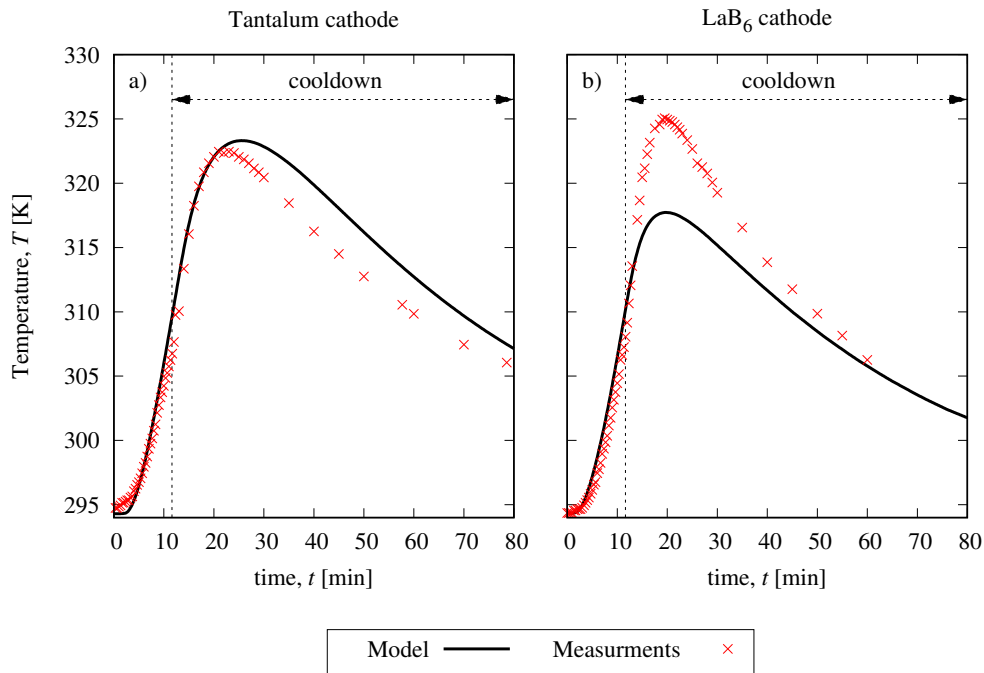 Tantalum cathode
LaB6 cathode
330
325
320
315
310
305
300
295
Temperature, T [K]
a)
cooldown
b)
cooldown
0 10 20 30 40 50 60 70 80
0 10 20 30 40 50 60 70 80
time, t [min]
time, t [min]
Model
Measurments